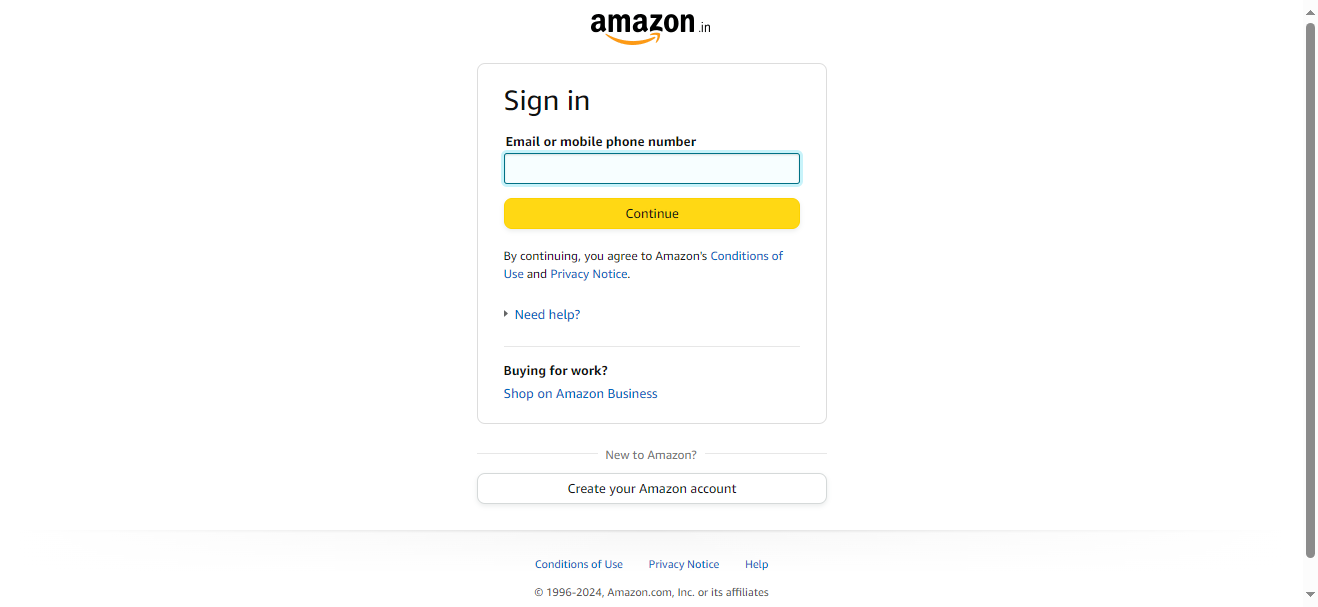 amazon.in
Sign in
Email or mobile phone number
Continue
By continuing, you agree to Amazon's Conditions of
Use and Privacy Notice.
Need help?
Buying for work?
Shop on Amazon Business
New to Amazon?
Create your Amazon account
Conditions of Use Privacy Notice Help
© 1996-2024, Amazon.com, Inc. or its affiliates